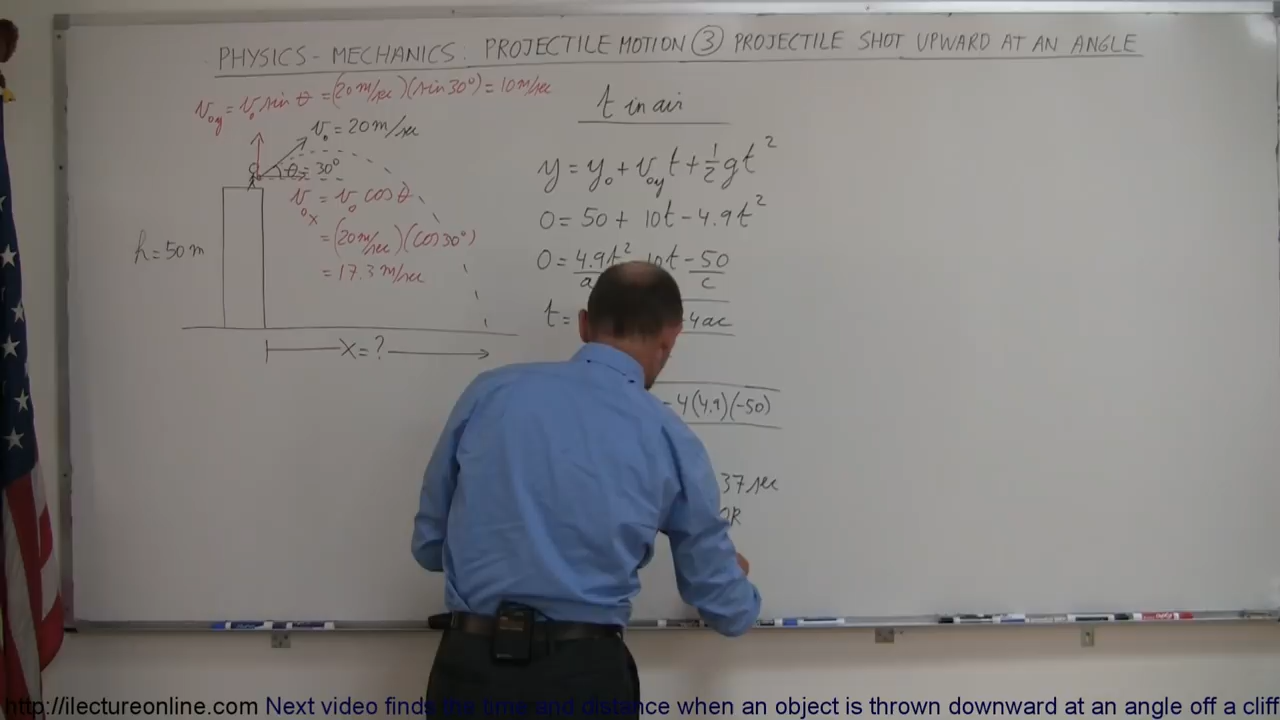 PHYSICS - MECHANICS: PROJECTILE MOTION ③ PROJECTILE SHOT UPWARD AT AN ANGLE
v₀y = v₀ sin θ = (20 m/sec)(sin 30°) = 10 m/sec
v₀ = 20 m/sec
θ = 30°
v₀x = v₀ cos θ
= (20 m/sec)(cos 30°)
= 17.3 m/sec
h = 50 m
X = ?
t in air
y = y₀ + v₀y t + ½ g t²
0 = 50 + 10t - 4.9t²
0 = 4.9t² 10t - 50
a c
t = 4ac
- 4(4.9)(-50)
37 sec
OR
http://ilectureonline.com Next video finds the time and distance when an object is thrown downward at an angle off a cliff